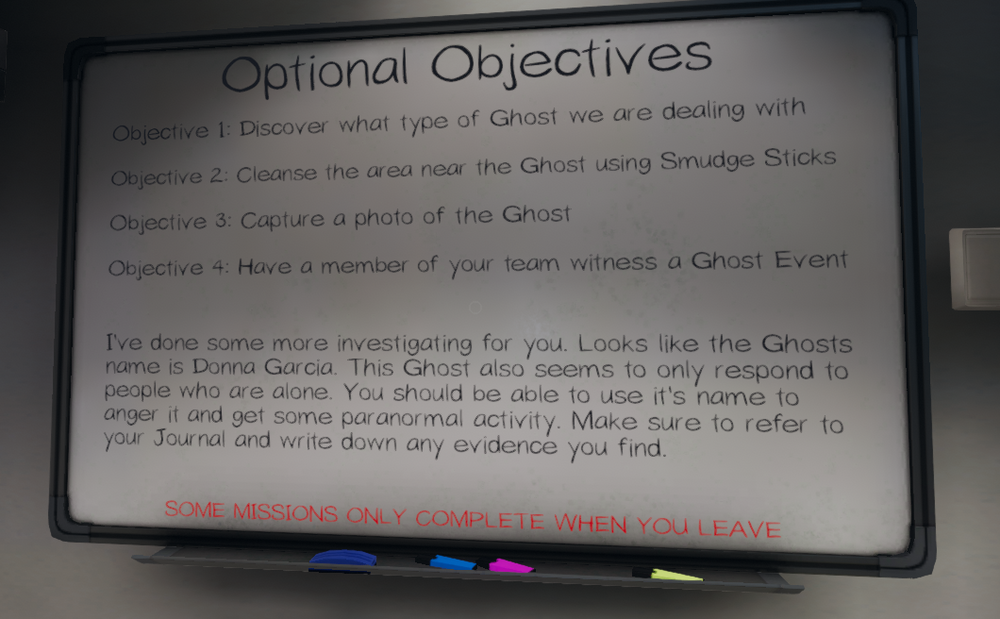 Optional Objectives
Objective 1: Discover what type of Ghost we are dealing with
Objective 2: Cleanse the area near the Ghost using Smudge Sticks
Objective 3: Capture a photo of the Ghost
Objective 4: Have a member of your team witness a Ghost Event
I've done some more investigating for you. Looks like the Ghosts
name is Donna Garcia. This Ghost also seems to only respond to
people who are alone. You should be able to use it's name to
anger it and get some paranormal activity. Make sure to refer to
your Journal and write down any evidence you find.
SOME MISSIONS ONLY COMPLETE WHEN YOU LEAVE